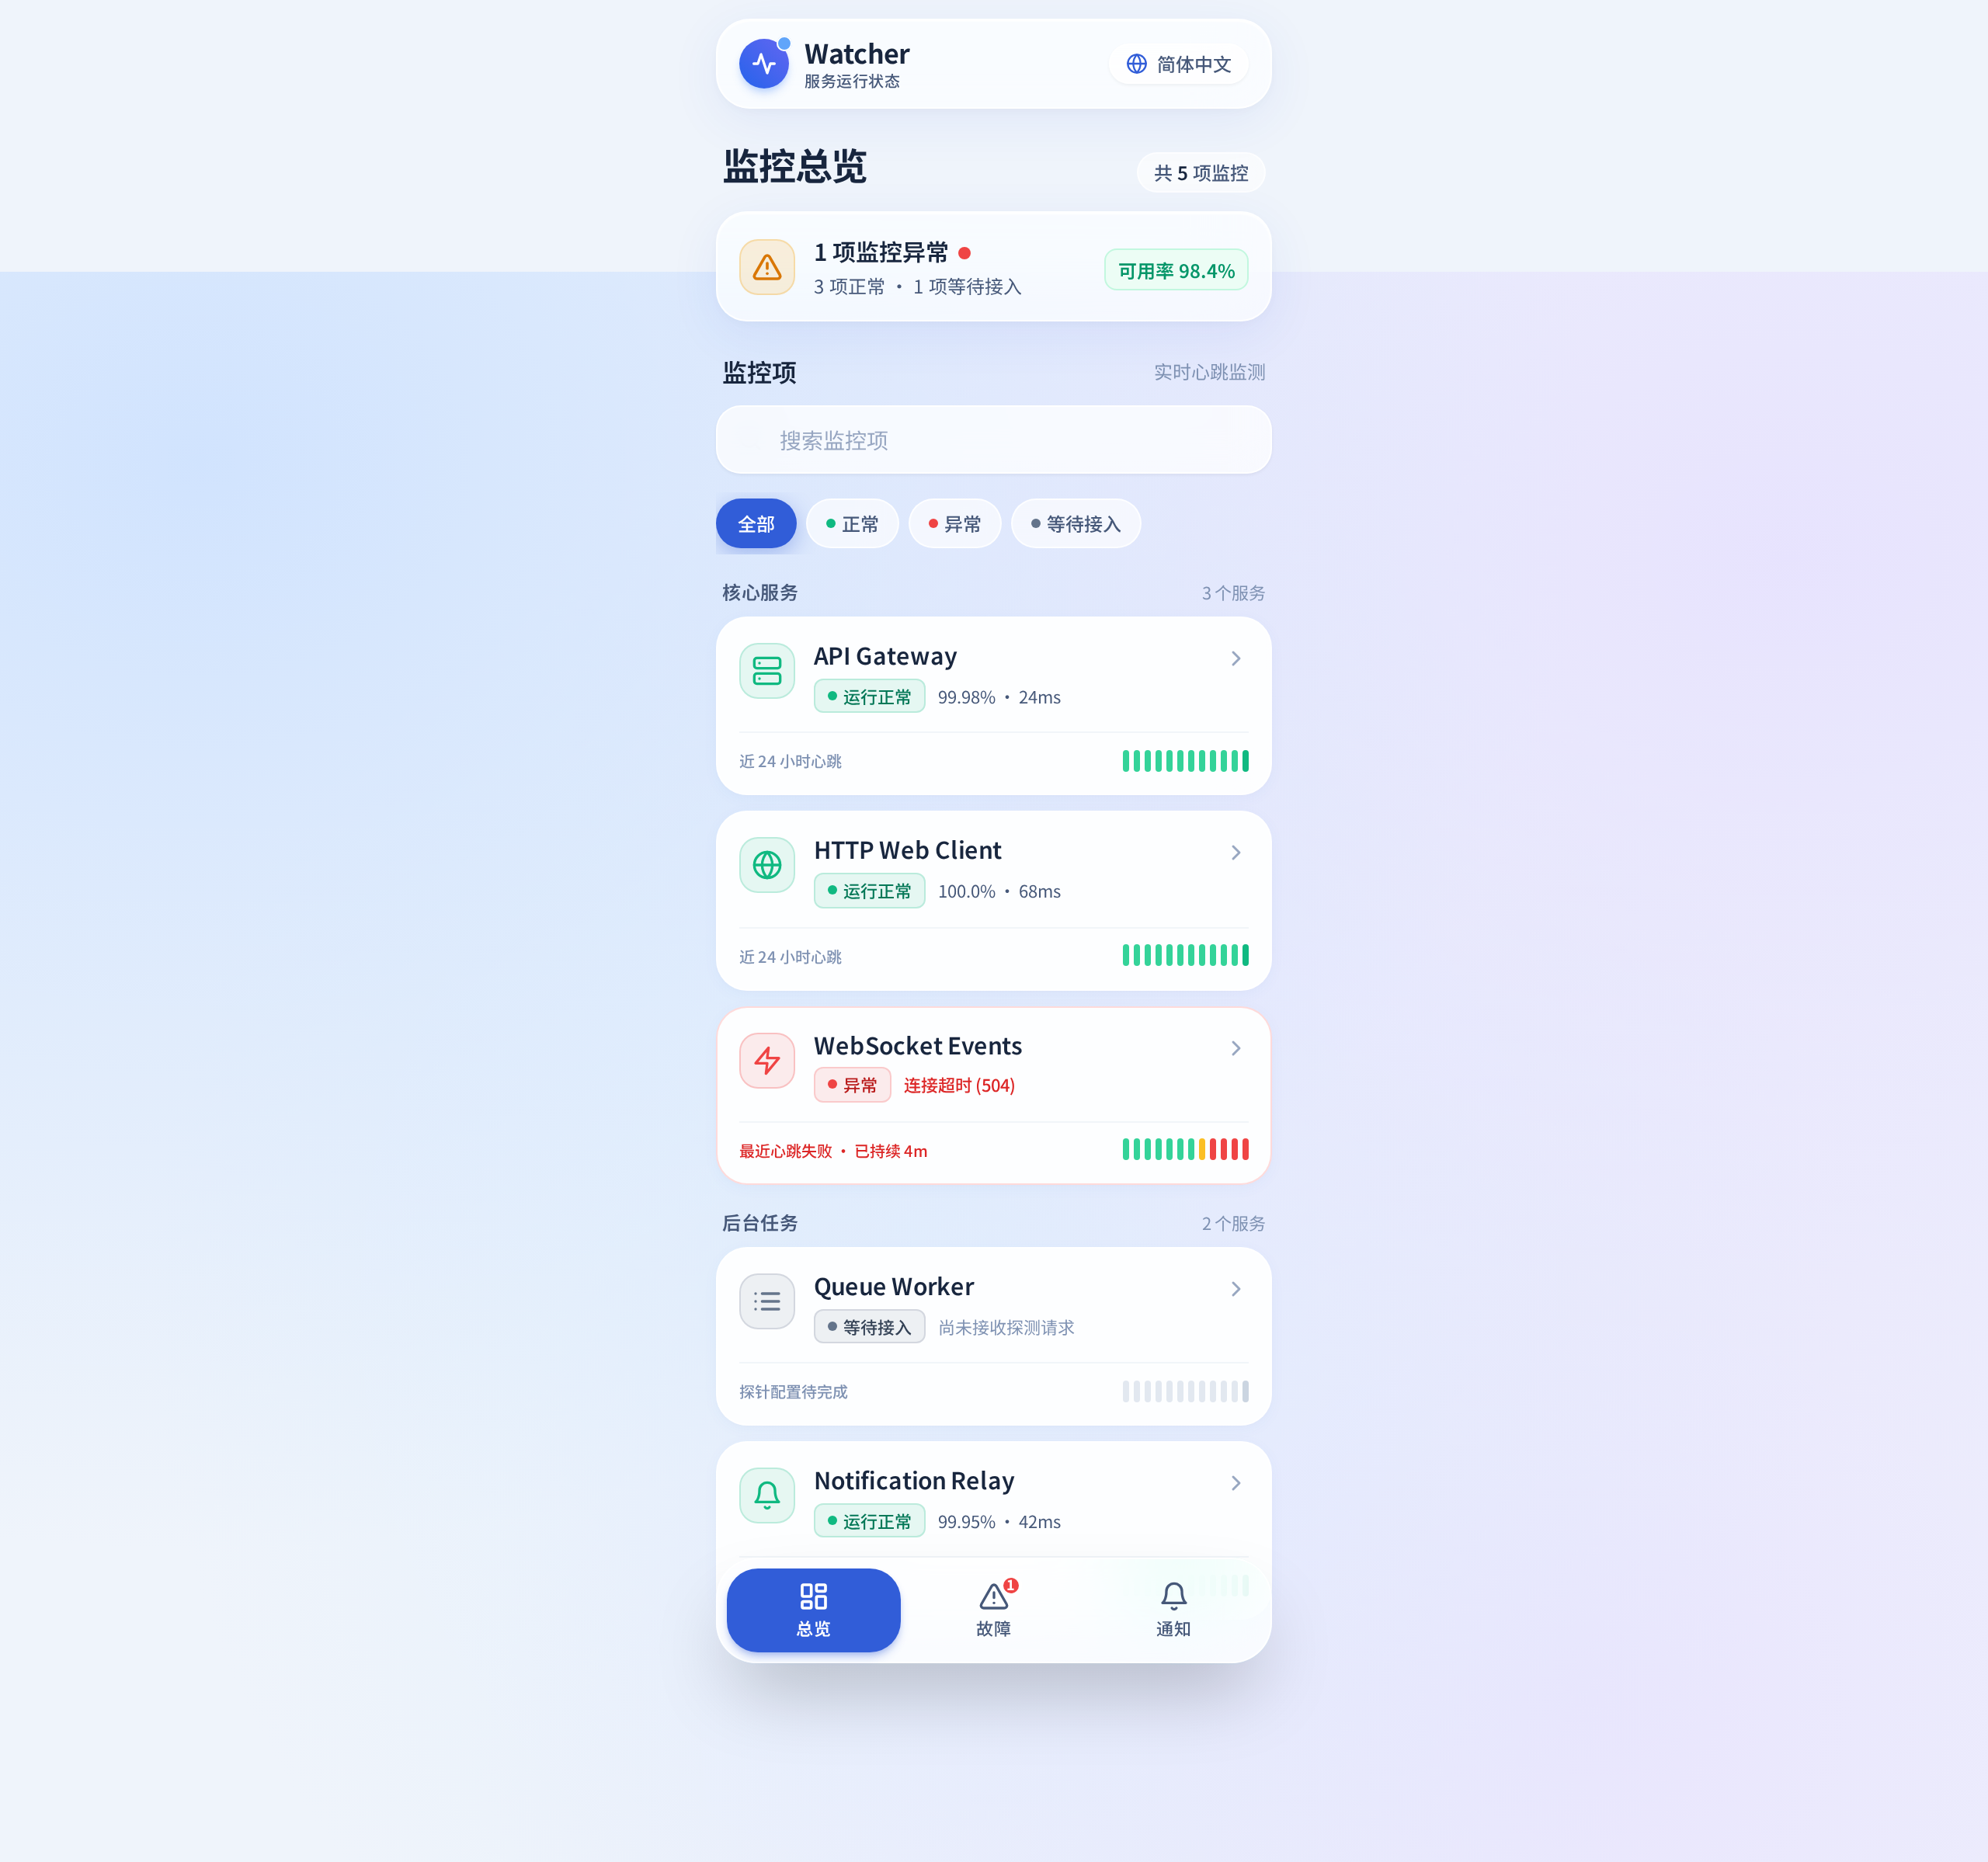 Watcher
服务运行状态
简体中文
监控总览
共 5 项监控
1 项监控异常
3 项正常 • 1 项等待接入
可用率 98.4%
监控项
实时心跳监测
搜索监控项
全部
正常
异常
等待接入
核心服务
3 个服务
API Gateway
运行正常
99.98% • 24ms
近 24 小时心跳
HTTP Web Client
运行正常
100.0% • 68ms
近 24 小时心跳
WebSocket Events
异常
连接超时 (504)
最近心跳失败 • 已持续 4m
后台任务
2 个服务
Queue Worker
等待接入
尚未接收探测请求
探针配置待完成
Notification Relay
运行正常
99.95% • 42ms
总览
1
故障
通知